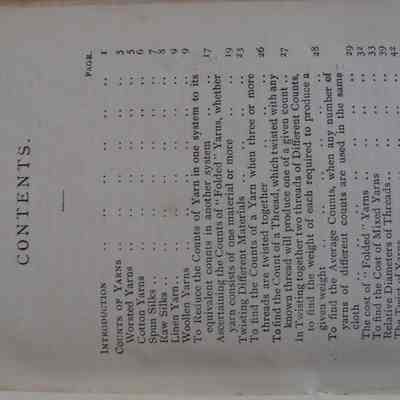 CONTENTS.
PAGE.
INTRODUCTION .. .. .. .. .. .. 1
COUNTS OF YARNS .. .. .. .. .. 3
Worsted Yarns .. .. .. .. .. 5
Cotton Yarns .. .. .. .. .. 6
Spun Silks .. .. .. .. .. 7
Raw Silks .. .. .. .. .. 8
Linen Yarn .. .. .. .. .. 9
Woollen Yarns .. .. .. .. .. 9
To Reduce the Counts of Yarn in one system to its
equivalent counts in another system .. .. 17
Ascertaining the Counts of "Folded" Yarns, whether
yarn consists of one material or more .. .. 19
Twisting Different Materials .. .. .. 23
To find the Counts of a Yarn when three or more
threads are twisted together .. .. .. 26
To find the Count of a Thread, which twisted with any
known thread will produce one of a given count .. 27
In Twisting together two threads of Different Counts,
to find the weight of each required to produce a
given weight .. .. .. .. .. 28
To find the Average Counts, when any number of
yarns of different counts are used in the same
cloth .. .. .. .. .. 29
The cost of "Folded" Yarns .. .. .. 32
To find the Cost of Mixed Yarns .. .. .. 33
Relative Diameters of Threads .. .. .. 39
42